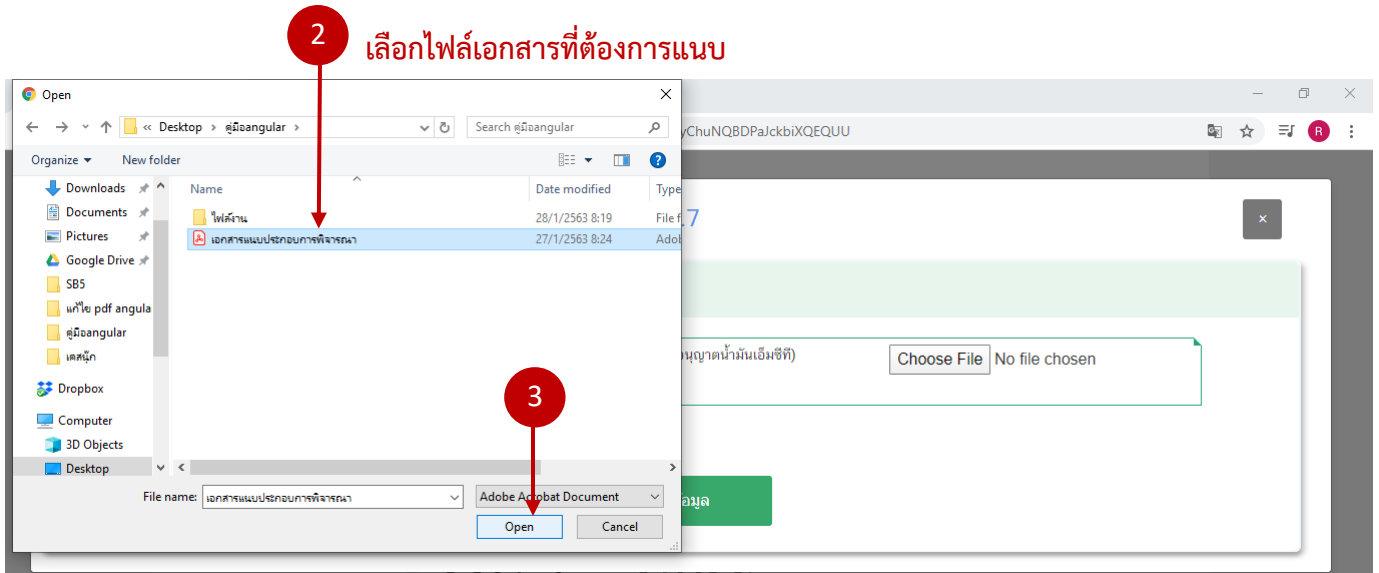 2
เลือกไฟล์เอกสารที่ต้องการแนบ
Open
Desktop › คู่มือangular ›
Search คู่มือangular
yChuNQBDPaJckbiXQEQUU
R
Organize
New folder
?
Downloads
Name
Date modified
Type
Documents
ไฟล์งาน
28/1/2563 8:19
File f
7
×
Pictures
เอกสารแนบประกอบการพิจารณา
27/1/2563 8:24
Adob
Google Drive
SB5
แก้ไข pdf angula
คู่มือangular
เดสนุ๊ก
นุญาตน้ำมันเอ็มซีที)
Choose File No file chosen
Dropbox
3
Computer
3D Objects
Desktop
File name:
เอกสารแนบประกอบการพิจารณา
Adobe Acrobat Document
Open
Cancel
อมูล